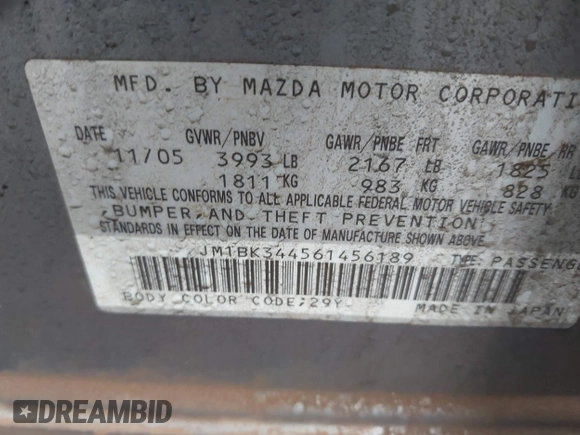 MFD. BY MAZDA MOTOR CORPORATI
DATE GVWR/PNBV GAWR/PNBE FRT GAWR/PNBE RR
11/05 3993 LB 2167 LB 1825 L
1811 KG 983 KG 828 K
THIS VEHICLE CONFORMS TO ALL APPLICABLE FEDERAL MOTOR VEHICLE SAFETY
,BUMPER,AND THEFT PREVENTION
STANDARDS IN EFFECT ON THE DATE OF MANUFACTURE SHOWN ABOVE.
JM1BK344561456189 TYPE: PASSENG
BODY COLOR CODE:29Y
MADE IN JAPAN
DREAMBID